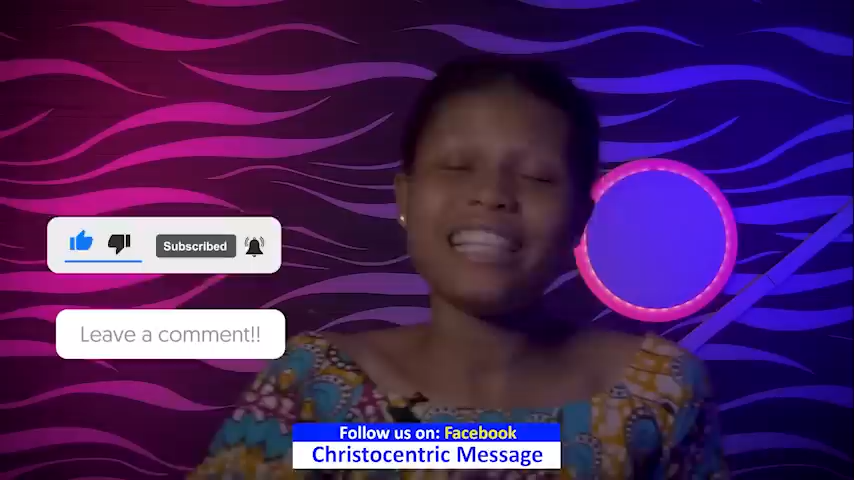 Subscribed
Leave a comment!!
Follow us on: Facebook
Christocentric Message